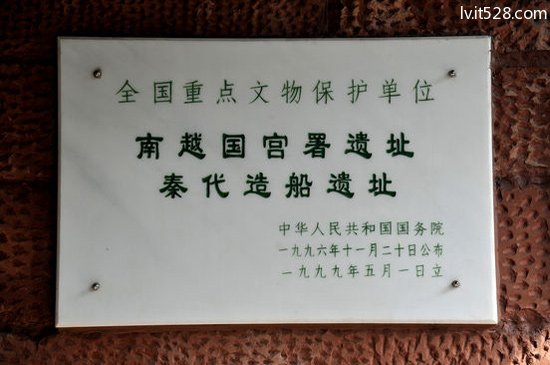 lvit528.com
全国重点文物保护单位
南越国宫署遗址
秦代造船遗址
中华人民共和国国务院
一九九六年十一月二十日公布
一九九九年五月一日立